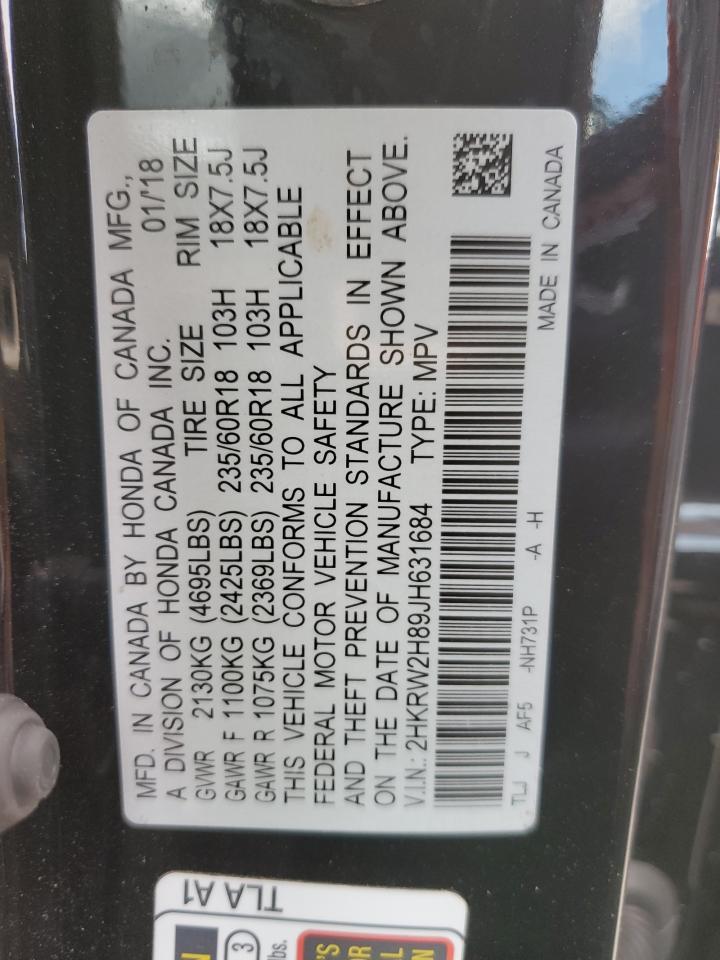 MFD. IN CANADA BY HONDA OF CANADA MFG.,
A DIVISION OF HONDA CANADA INC. 01/'18
GVWR 2130KG (4695LBS) TIRE SIZE RIM SIZE
GAWR F 1100KG (2425LBS) 235/60R18 103H 18X7.5J
GAWR R 1075KG (2369LBS) 235/60R18 103H 18X7.5J
THIS VEHICLE CONFORMS TO ALL APPLICABLE
FEDERAL MOTOR VEHICLE SAFETY
AND THEFT PREVENTION STANDARDS IN EFFECT
ON THE DATE OF MANUFACTURE SHOWN ABOVE.
V.I.N.: 2HKRW2H89JH631684 TYPE: MPV
TLJ J AF5 -NH731P -A -H MADE IN CANADA
TLA A1
3
lbs.